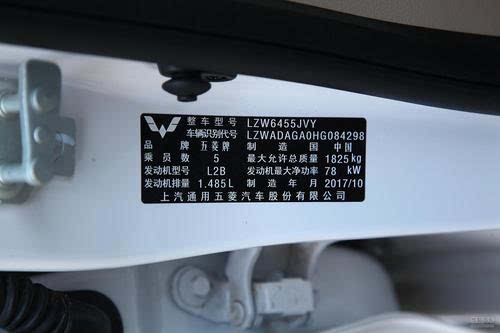 整车型号 LZW6455JVY
车辆识别代号 LZWADAGA0HG084298
品牌 五菱牌 制造国 中国
乘员数 5 最大允许总质量 1825kg
发动机型号 L2B 发动机最大净功率 78 kW
发动机排量 1.485L 制造年月 2017/10
上汽通用五菱汽车股份有限公司